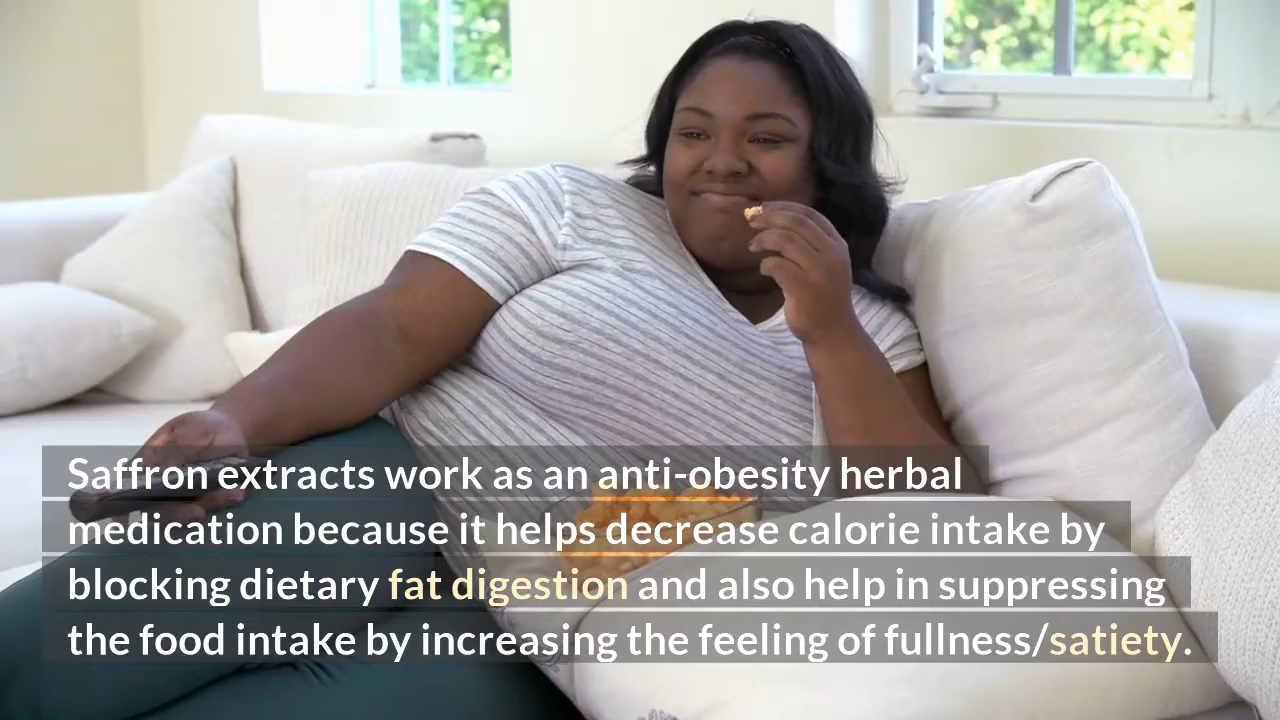 Saffron extracts work as an anti-obesity herbal
medication because it helps decrease calorie intake by
blocking dietary fat digestion and also help in suppressing
the food intake by increasing the feeling of fullness/satiety.